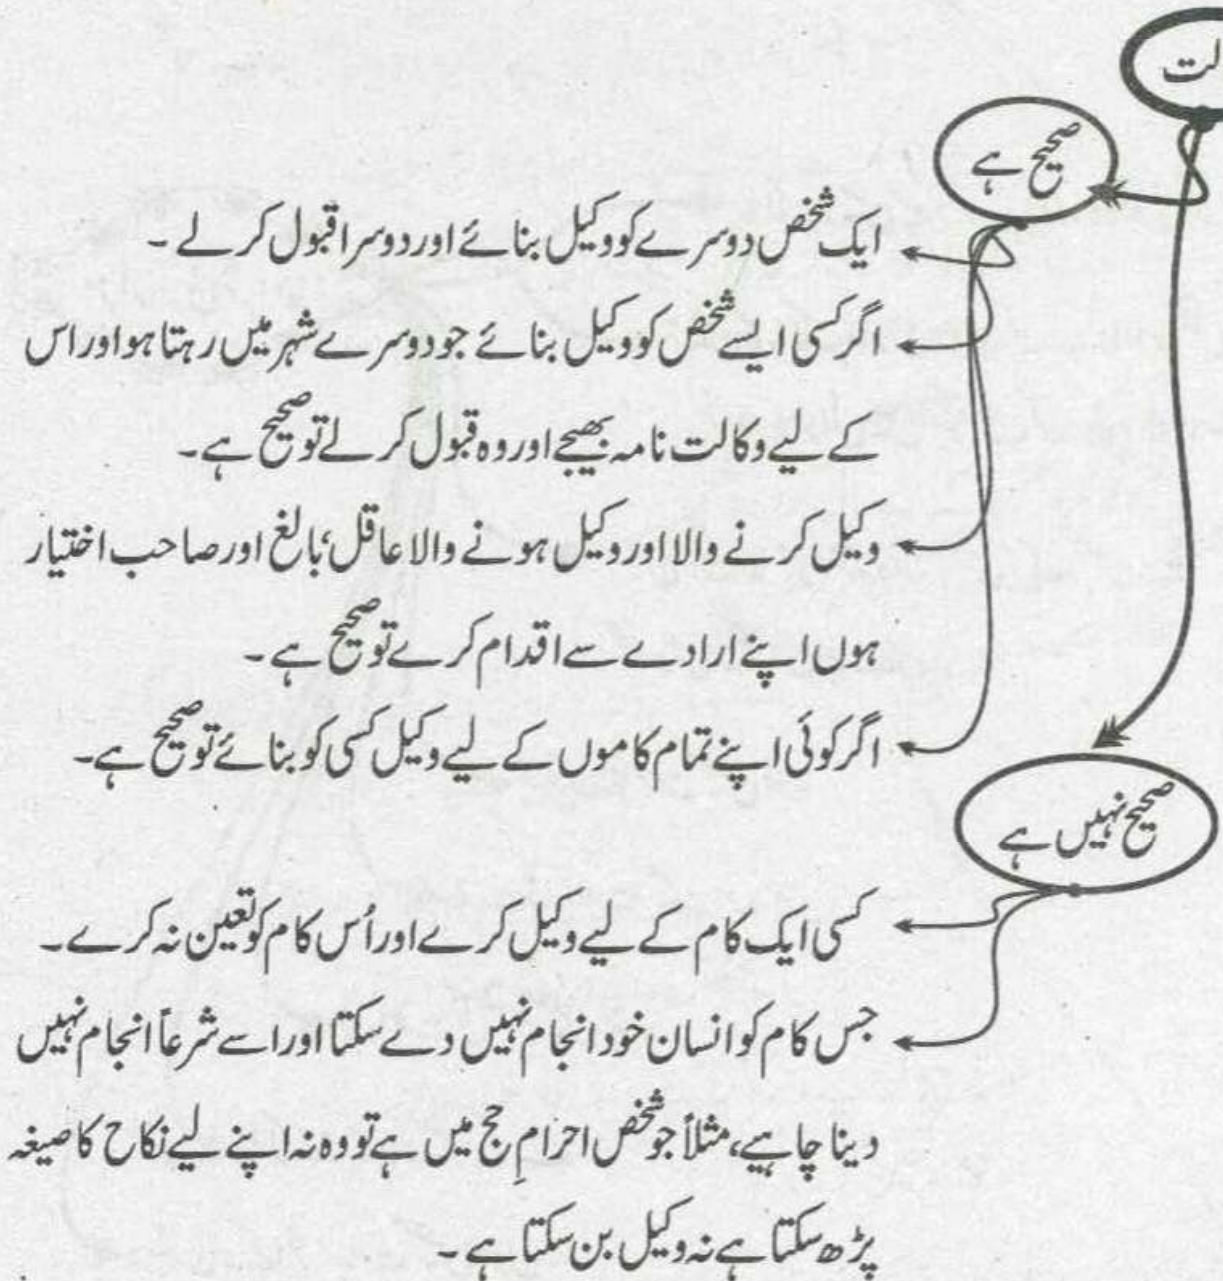 لت
صحیح ہے
ایک شخص دوسرے کو وکیل بنائے اور دوسرا قبول کرلے ۔
اگر کسی ایسے شخص کو وکیل بنائے جو دوسرے شہر میں رہتا ہو اور اس
کے لیے وکالت نامہ بھیجے اور وہ قبول کرلے تو صحیح ہے۔
وکیل کرنے والا اور وکیل ہونے والا عاقل، بالغ اور صاحب اختیار
ہوں اپنے ارادے سے اقدام کرے تو صحیح ہے ۔
اگر کوئی اپنے تمام کاموں کے لیے وکیل کسی کو بنائے تو صحیح ہے۔
صحیح نہیں ہے
کسی ایک کام کے لیے وکیل کرے اور اُس کام کو تعین نہ کرے ۔
جس کام کو انسان خود انجام نہیں دے سکتا اور اسے شرعاً انجام نہیں
دینا چاہیے، مثلاً جو شخص احرامِ حج میں ہے تو وہ نہ اپنے لیے نکاح کا صیغہ
پڑھ سکتا ہے نہ وکیل بن سکتا ہے ۔